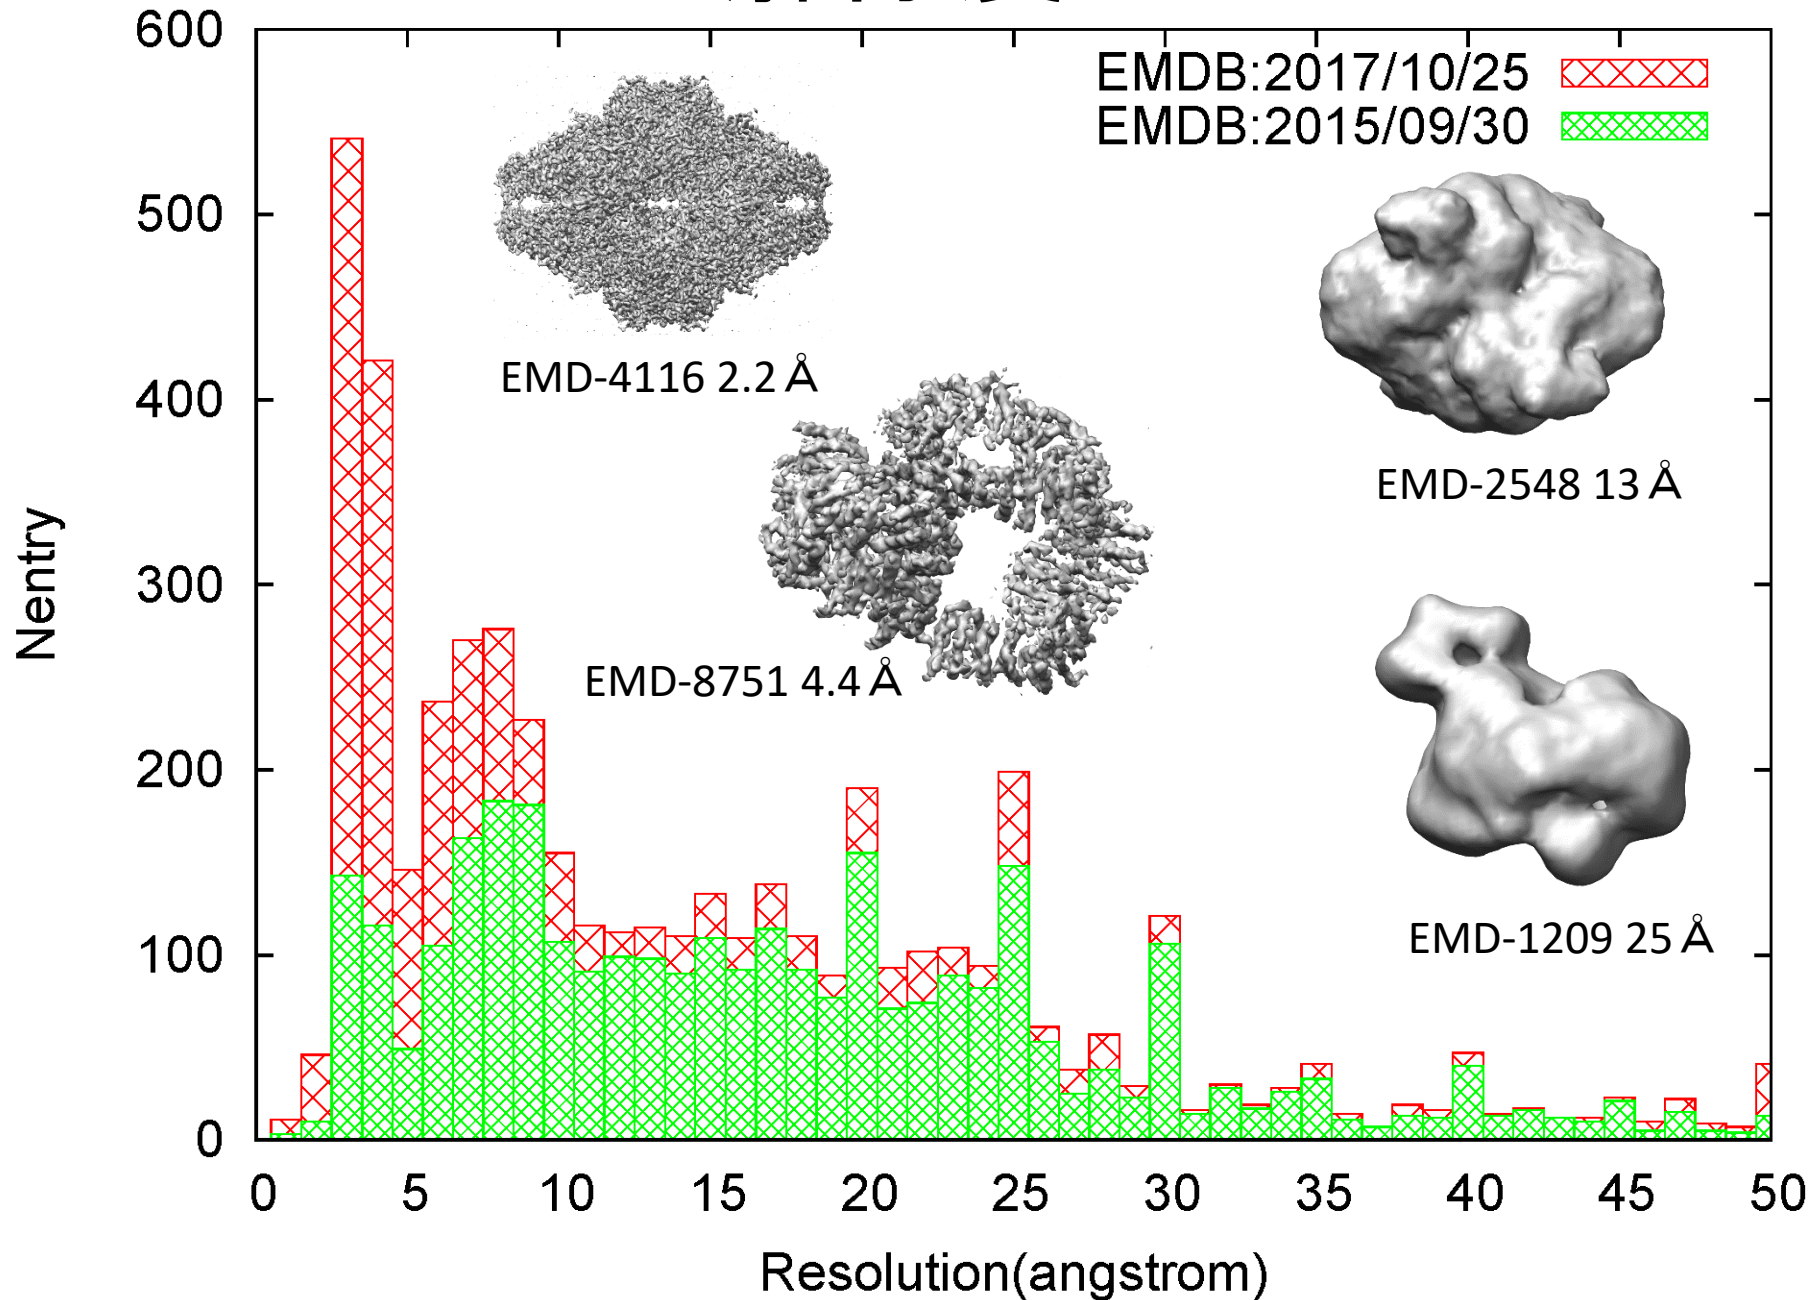 600
500
400
300
200
100
0
Nentry
EMDB:2017/10/25
EMDB:2015/09/30
EMD-4116 2.2 Å
EMD-2548 13 Å
EMD-8751 4.4 Å
EMD-1209 25 Å
0 5 10 15 20 25 30 35 40 45 50
Resolution(angstrom)